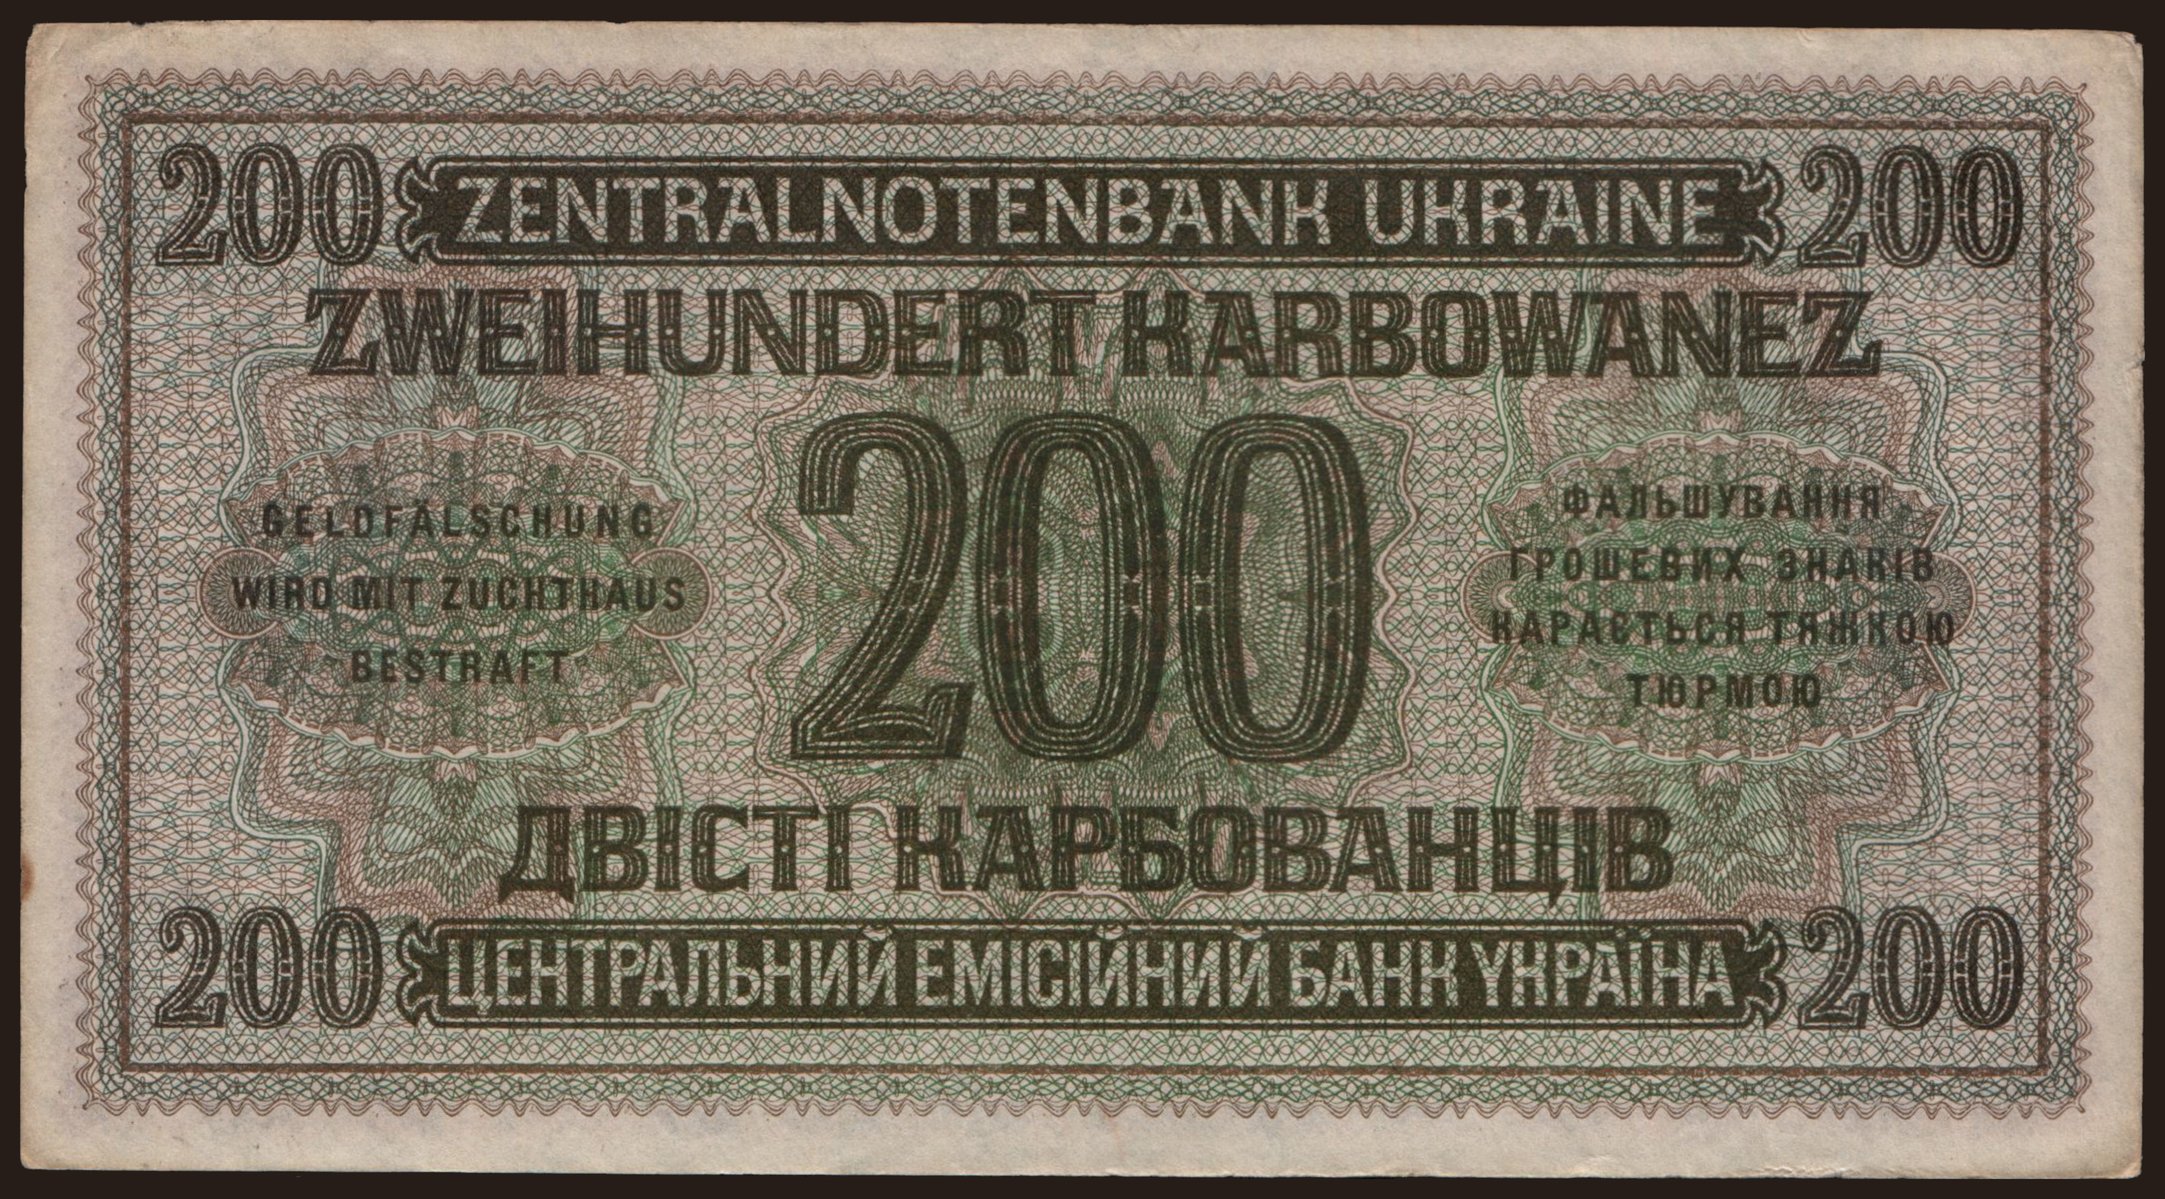 200 ZENTRALNOTENBANK UKRAINE 200
ZWEIHUNDERT KARBOWANEZ
200
GELDFÄLSCHUNG
WIRD MIT ZUCHTHAUS
BESTRAFT
ФАЛЬШУВАННЯ
ГРОШЕВИХ ЗНАКІВ
КАРАЄТЬСЯ ТЯЖКОЮ
ТЮРМОЮ
ДВІСТІ КАРБОВАНЦІВ
200 ЦЕНТРАЛЬНИЙ ЕМІСІЙНИЙ БАНК УКРАЇНА 200